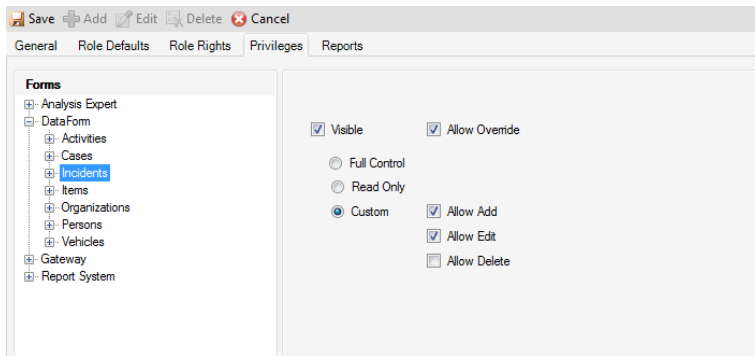 Save Add Edit Delete Cancel
General Role Defaults Role Rights Privileges Reports
Forms
Analysis Expert
DataForm
Activities
Cases
Incidents
Items
Organizations
Persons
Vehicles
Gateway
Report System
Visible Allow Override
Full Control
Read Only
Custom Allow Add
Allow Edit
Allow Delete